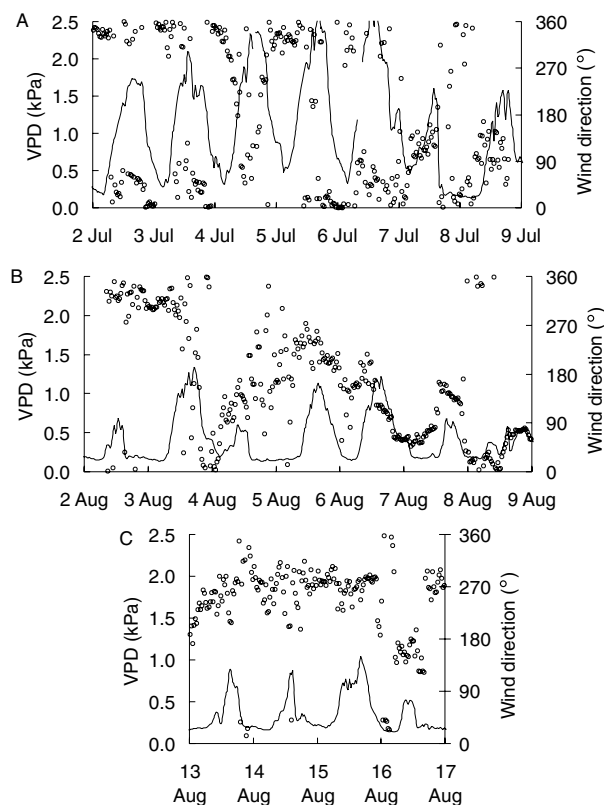 A
2.5
2.0
1.5
1.0
0.5
0.0
VPD (kPa)
360
270
180
90
0
Wind direction (°)
2 Jul 3 Jul 4 Jul 5 Jul 6 Jul 7 Jul 8 Jul 9 Jul
B
2.5
2.0
1.5
1.0
0.5
0.0
VPD (kPa)
360
270
180
90
0
Wind direction (°)
2 Aug 3 Aug 4 Aug 5 Aug 6 Aug 7 Aug 8 Aug 9 Aug
C
2.5
2.0
1.5
1.0
0.5
0.0
VPD (kPa)
360
270
180
90
0
Wind direction (°)
13 14 15 16 17
Aug Aug Aug Aug Aug